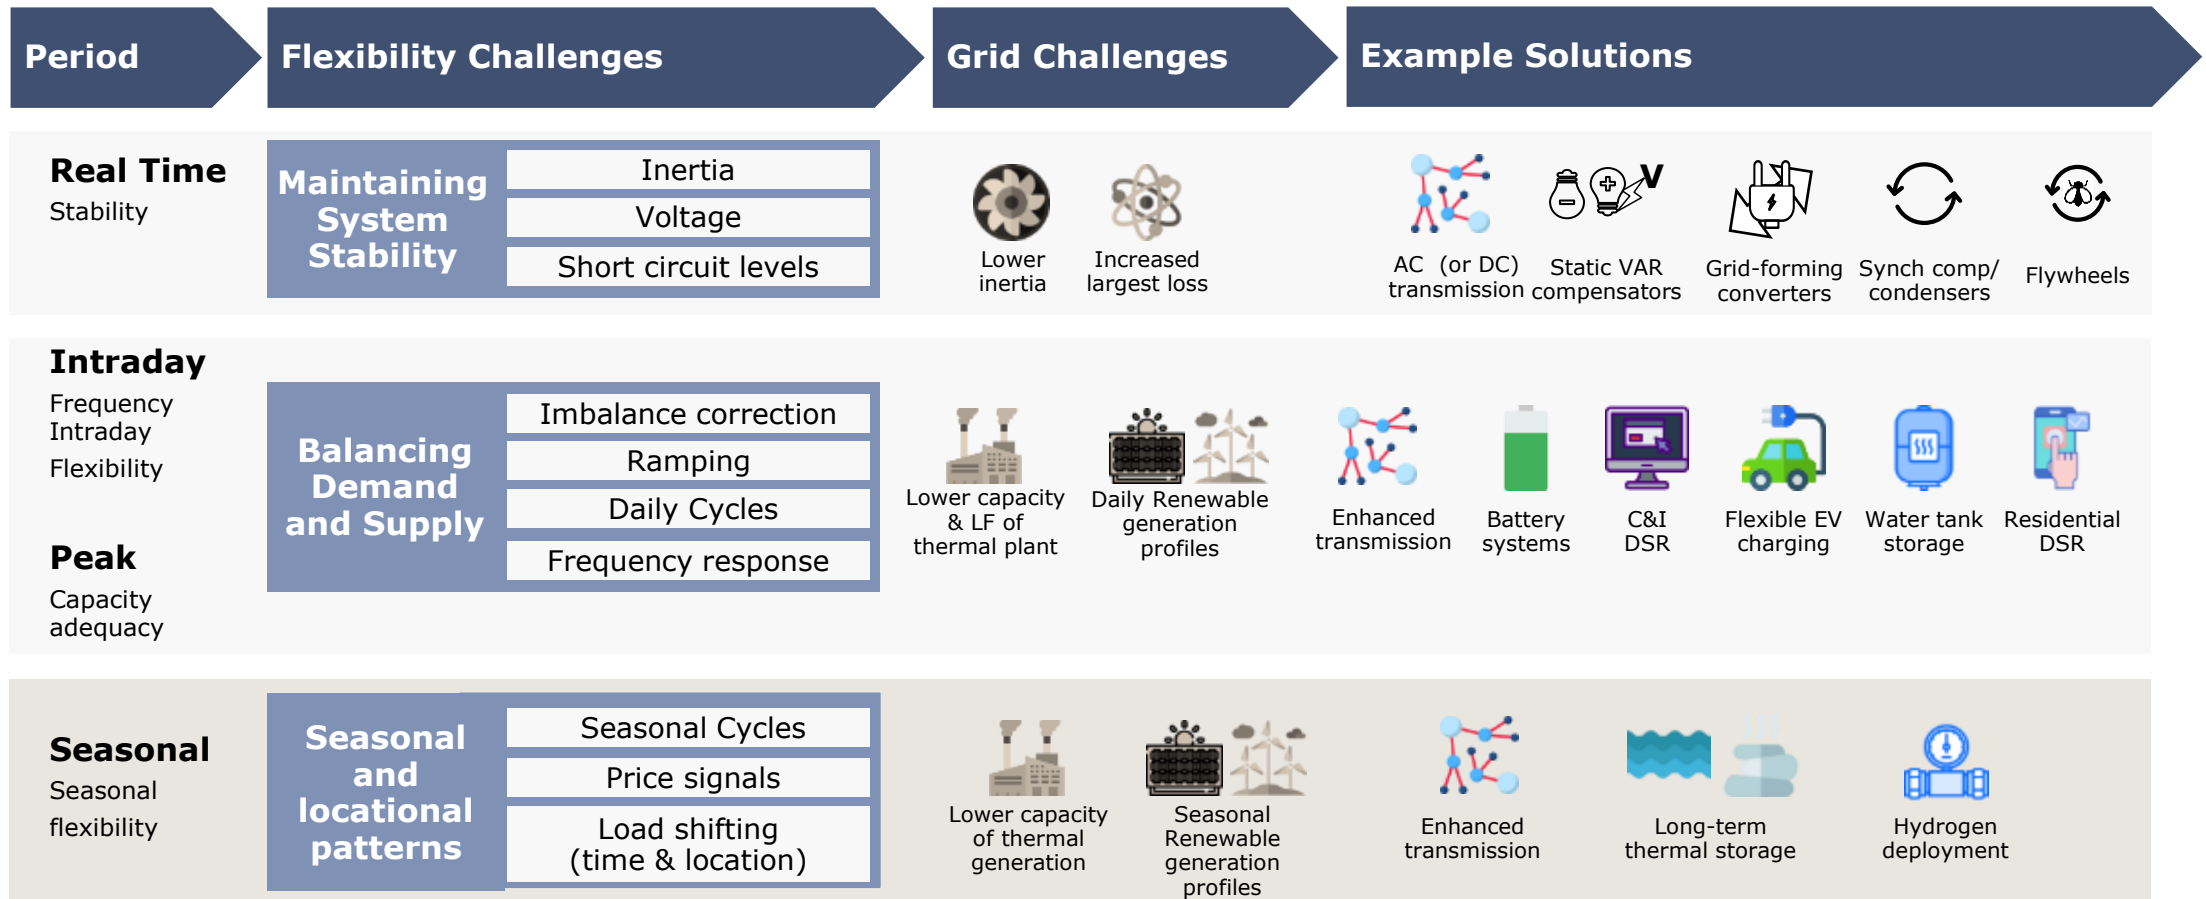 Period
Flexibility Challenges
Grid Challenges
Example Solutions
Real Time
Stability
Maintaining
System
Stability
Inertia
Voltage
Short circuit levels
Lower
inertia
Increased
largest loss
AC (or DC)
transmission
V
Static VAR
compensators
Grid-forming
converters
Synch comp/
condensers
Flywheels
Intraday
Frequency
Intraday
Flexibility
Peak
Capacity
adequacy
Balancing
Demand
and Supply
Imbalance correction
Ramping
Daily Cycles
Frequency response
Lower capacity
& LF of
thermal plant
Daily Renewable
generation
profiles
Enhanced
transmission
Battery
systems
C&I
DSR
Flexible EV
charging
Water tank
storage
Residential
DSR
Seasonal
Seasonal
flexibility
Seasonal
and
locational
patterns
Seasonal Cycles
Price signals
Load shifting
(time & location)
Lower capacity
of thermal
generation
Seasonal
Renewable
generation
profiles
Enhanced
transmission
Long-term
thermal storage
Hydrogen
deployment